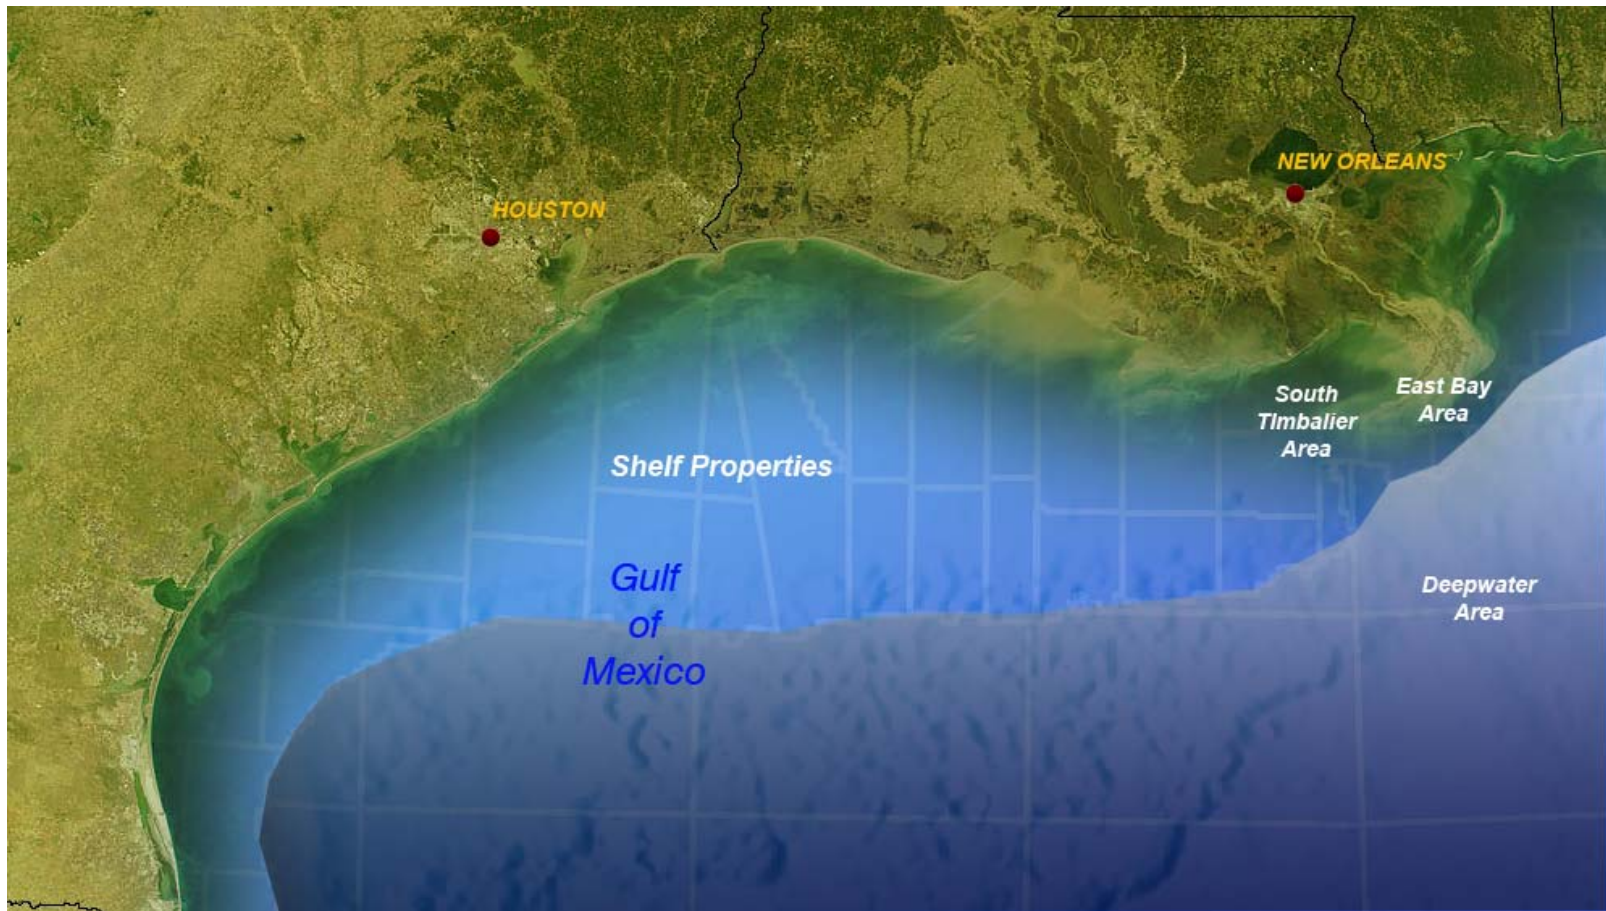 NEW ORLEANS
HOUSTON
South
TImbalier
Area
East Bay
Area
Shelf Properties
Gulf
of
Mexico
Deepwater
Area